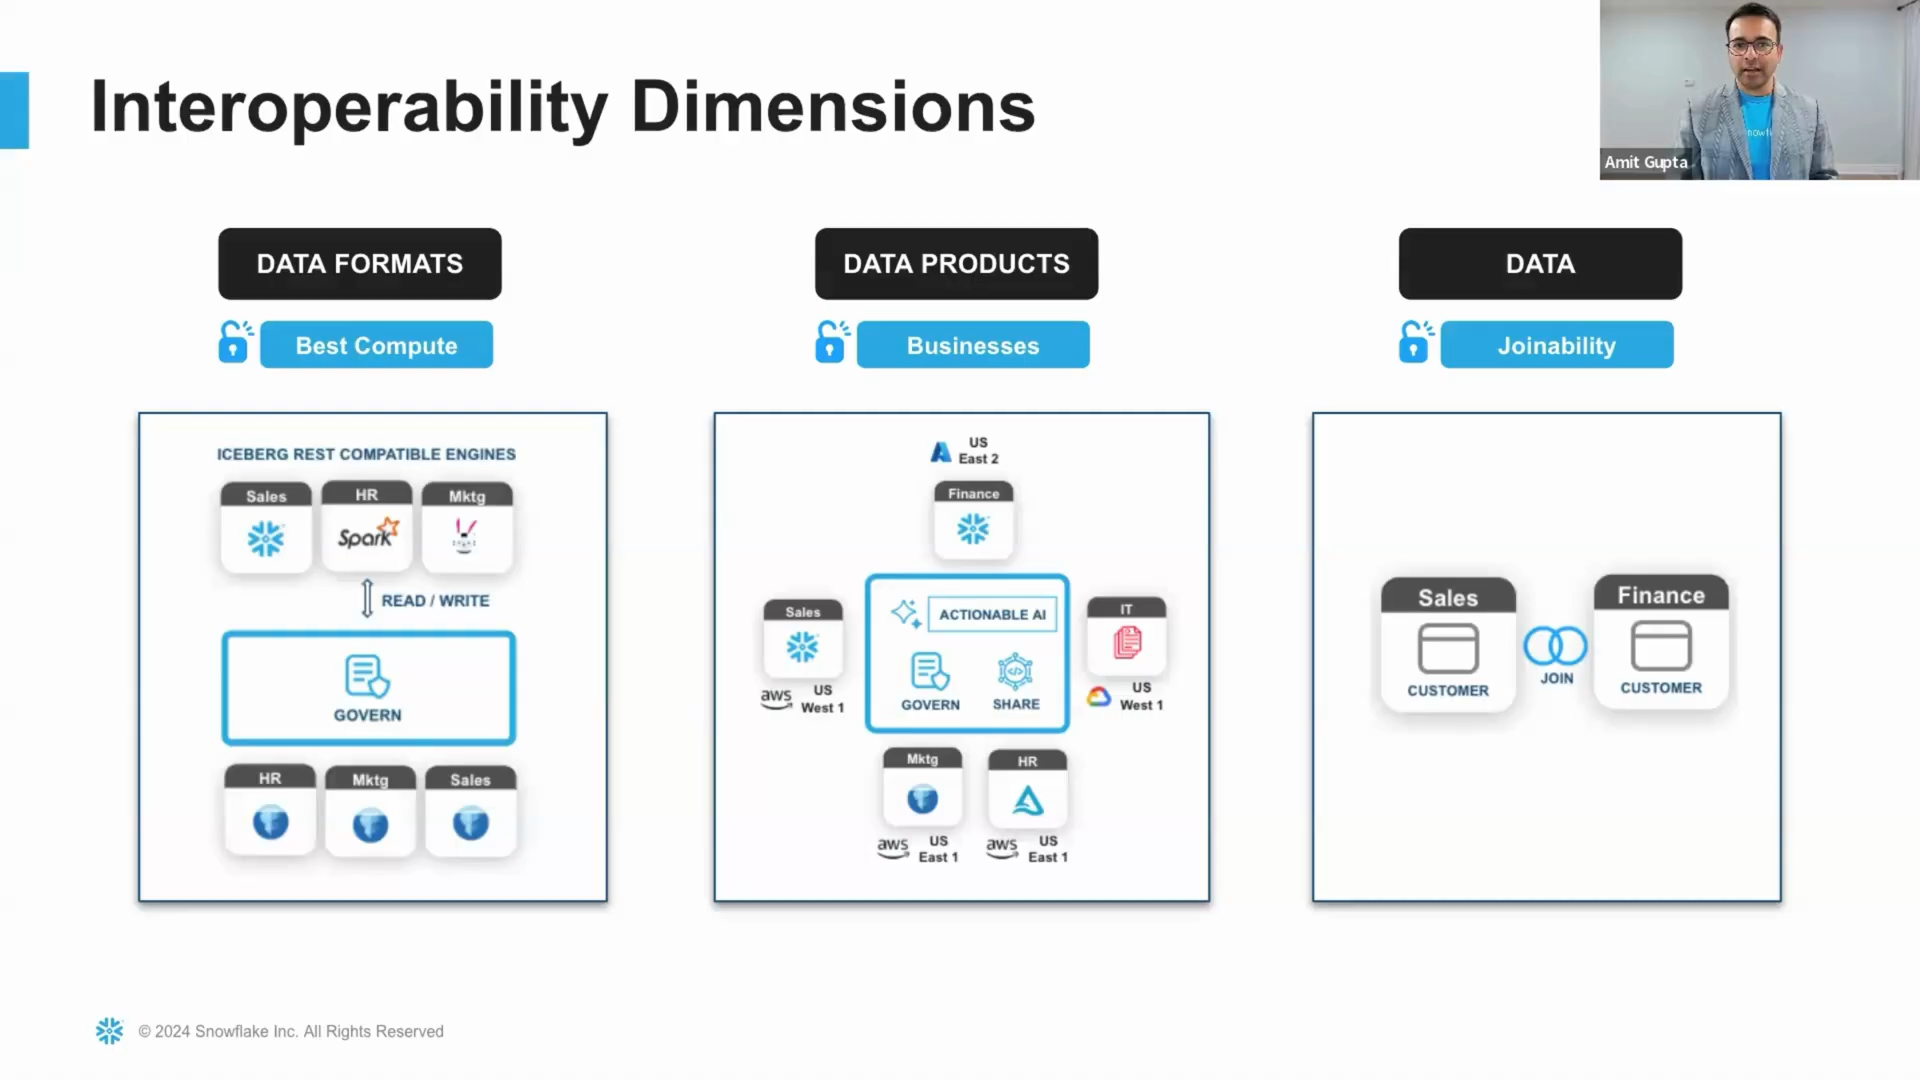 Interoperability Dimensions
Amit Gupta
DATA FORMATS
Best Compute
ICEBERG REST COMPATIBLE ENGINES
Sales
HR
Mktg
Spark
READ / WRITE
GOVERN
HR
Mktg
Sales
DATA PRODUCTS
Businesses
US
East 2
Finance
Sales
aws
US
West 1
ACTIONABLE AI
GOVERN
SHARE
IT
US
West 1
Mktg
aws
US
East 1
HR
aws
US
East 1
DATA
Joinability
Sales
CUSTOMER
JOIN
Finance
CUSTOMER
© 2024 Snowflake Inc. All Rights Reserved